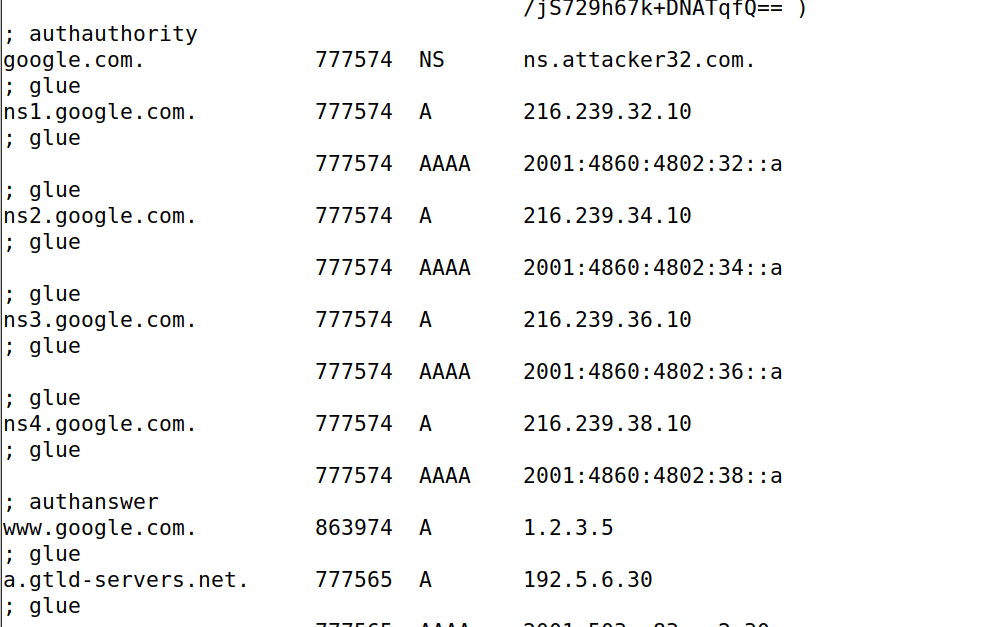 /jS729h67k+DNATqfQ== )
; authauthority
google.com. 777574 NS ns.attacker32.com.
; glue
ns1.google.com. 777574 A 216.239.32.10
; glue
777574 AAAA 2001:4860:4802:32::a
; glue
ns2.google.com. 777574 A 216.239.34.10
; glue
777574 AAAA 2001:4860:4802:34::a
; glue
ns3.google.com. 777574 A 216.239.36.10
; glue
777574 AAAA 2001:4860:4802:36::a
; glue
ns4.google.com. 777574 A 216.239.38.10
; glue
777574 AAAA 2001:4860:4802:38::a
; authanswer
www.google.com. 863974 A 1.2.3.5
; glue
a.gtld-servers.net. 777565 A 192.5.6.30
; glue
777565 AAAA